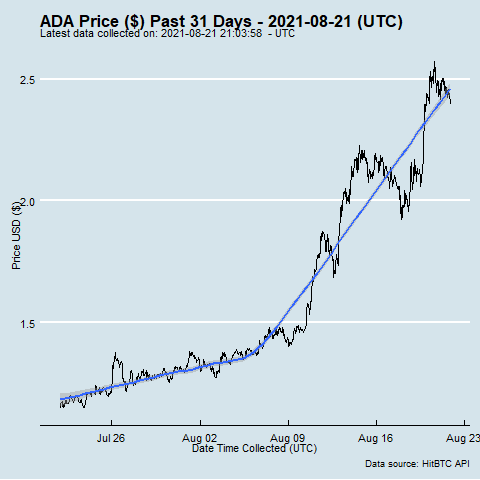 ADA Price ($) Past 31 Days - 2021-08-21 (UTC)
Latest data collected on: 2021-08-21 21:03:58 - UTC
2.5
2.0
1.5
Price USD ($)
Jul 26 Aug 02 Aug 09 Aug 16 Aug 23
Date Time Collected (UTC)
Data source: HitBTC API